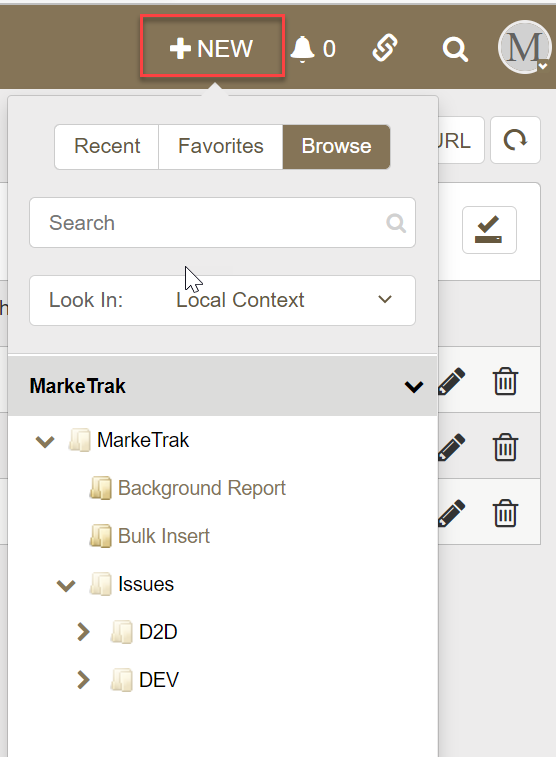 + NEW 0 M
Recent Favorites Browse URL
Search
Look In: Local Context
h
MarkeTrak
MarkeTrak
Background Report
Bulk Insert
Issues
D2D
DEV